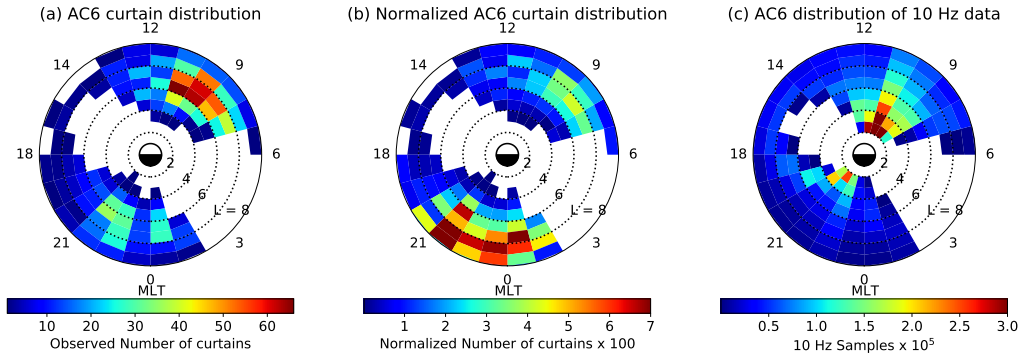 (a) AC6 curtain distribution
12
14
9
18
6
2
4
6
L = 8
21
3
0
MLT
10 20 30 40 50 60
Observed Number of curtains
(b) Normalized AC6 curtain distribution
12
14
9
18
6
2
4
6
L = 8
21
3
0
MLT
1 2 3 4 5 6 7
Normalized Number of curtains x 100
(c) AC6 distribution of 10 Hz data
12
14
9
18
6
2
4
6
L = 8
21
3
0
MLT
0.5 1.0 1.5 2.0 2.5 3.0
10 Hz Samples x 10⁵